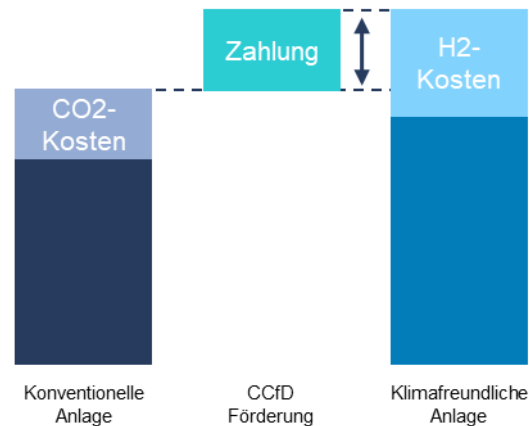 Zahlung
H2-
Kosten
CO2-
Kosten
Konventionelle
Anlage
CCfD
Förderung
Klimafreundliche
Anlage